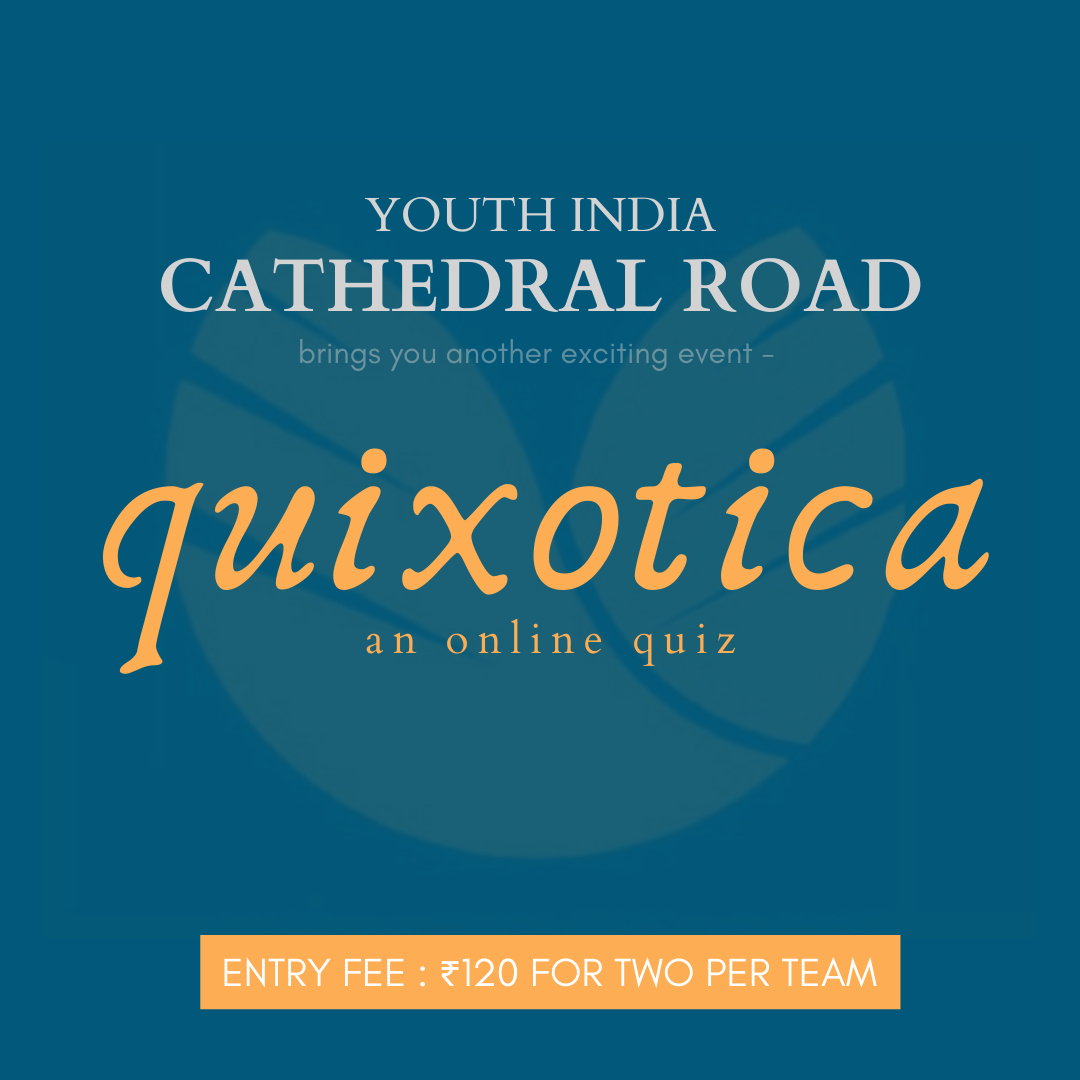 YOUTH INDIA
CATHEDRAL ROAD
brings you another exciting event -
quixotica
an online quiz
ENTRY FEE : ₹120 FOR TWO PER TEAM